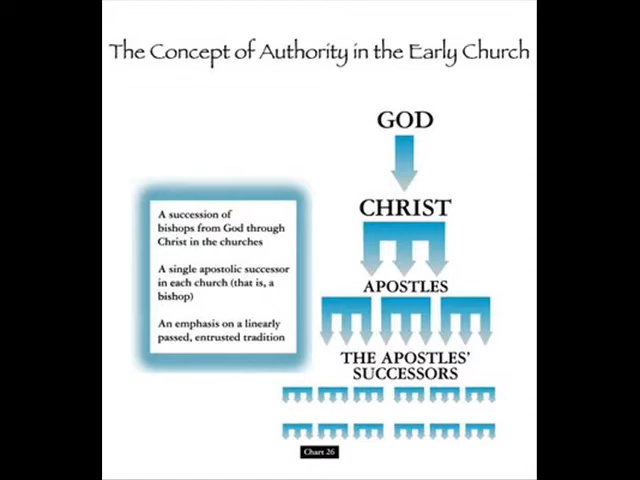 The Concept of Authority in the Early Church
GOD
CHRIST
A succession of
bishops from God through
Christ in the churches
A single apostolic successor
in each church (that is, a
bishop)
An emphasis on a linearly
passed, entrusted tradition
APOSTLES
THE APOSTLES'
SUCCESSORS
Chart 26